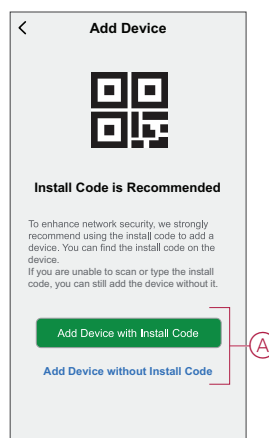 Add Device
Install Code is Recommended
To enhance network security, we strongly
recommend using the install code to add a
device. You can find the install code on the
device.
If you are unable to scan or type the install
code, you can still add the device without it.
Add Device with Install Code
A
Add Device without Install Code